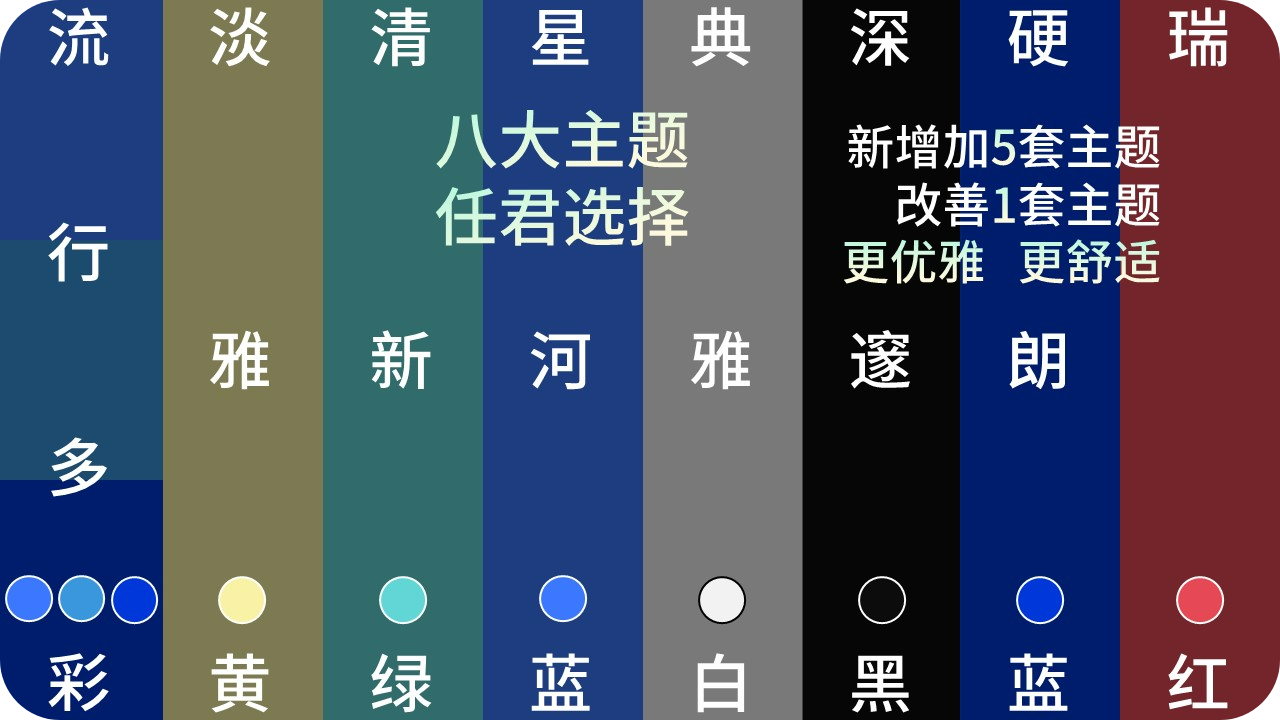 流行多彩
淡雅黄
清新绿
星河蓝
典雅白
深邃黑
硬朗蓝
瑞红
八大主题
任君选择
新增加5套主题
改善1套主题
更优雅 更舒适